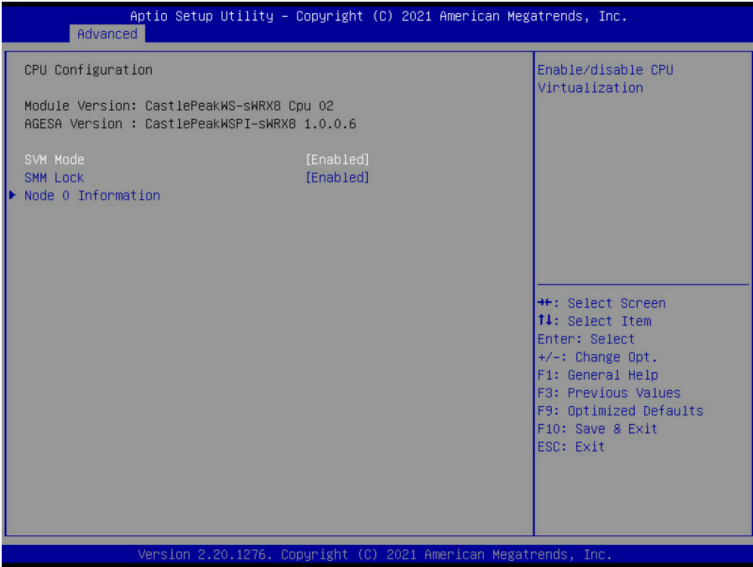 Aptio Setup Utility – Copyright (C) 2021 American Megatrends, Inc.
Advanced
CPU Configuration
Module Version: CastlePeakWS-sWRX8 Cpu 02
AGESA Version : CastlePeakWSPI-sWRX8 1.0.0.6
SVM Mode [Enabled]
SMM Lock [Enabled]
Node 0 Information
Enable/disable CPU
Virtualization
→←: Select Screen
↑↓: Select Item
Enter: Select
+/-: Change Opt.
F1: General Help
F3: Previous Values
F9: Optimized Defaults
F10: Save & Exit
ESC: Exit
Version 2.20.1276. Copyright (C) 2021 American Megatrends, Inc.